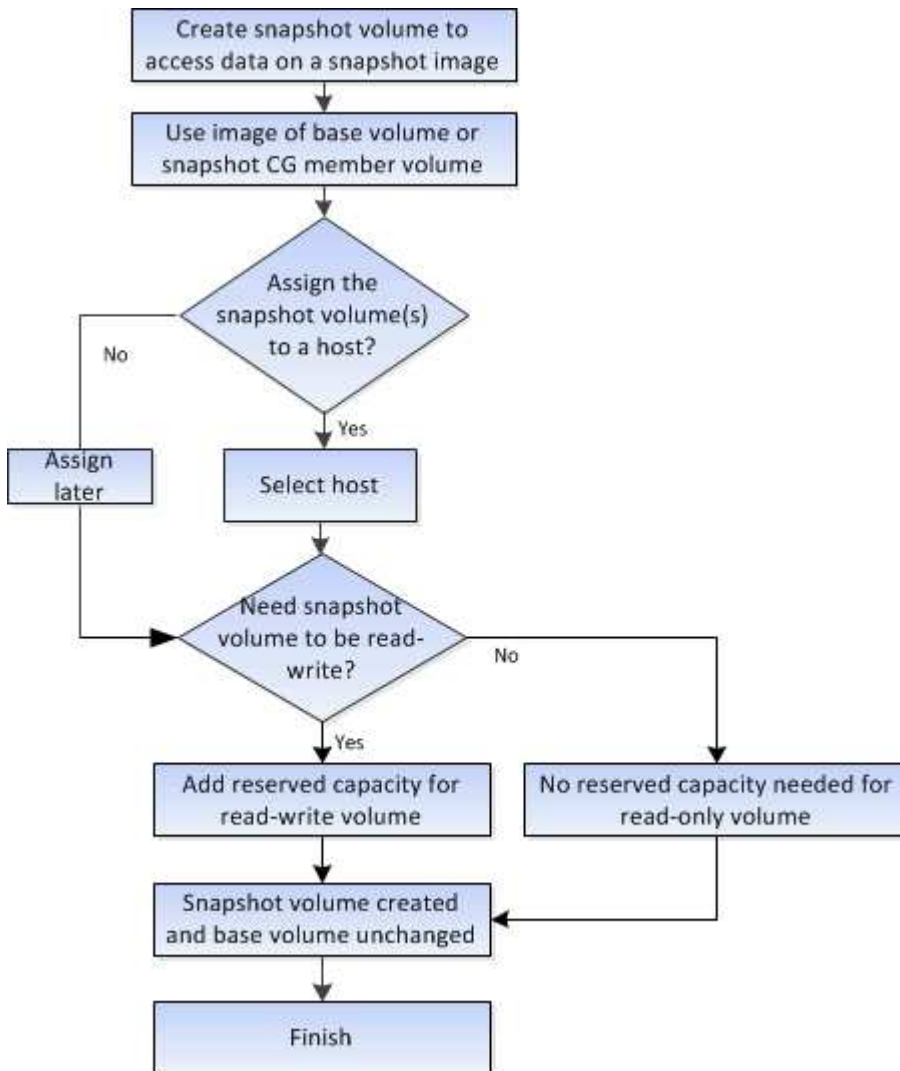 Create snapshot volume to
access data on a snapshot image
Use image of base volume or
snapshot CG member volume
Assign the
snapshot volume(s)
to a host?
No
Yes
Assign
later
Select host
Need snapshot
volume to be read-
write?
No
Yes
Add reserved capacity for
read-write volume
No reserved capacity needed for
read-only volume
Snapshot volume created
and base volume unchanged
Finish